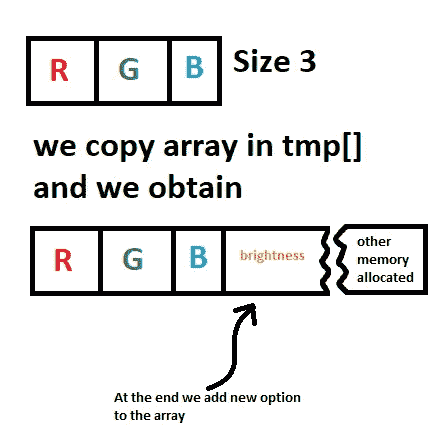 R G B Size 3
we copy array in tmp[]
and we obtain
R G B brightness other
memory
allocated
At the end we add new option
to the array